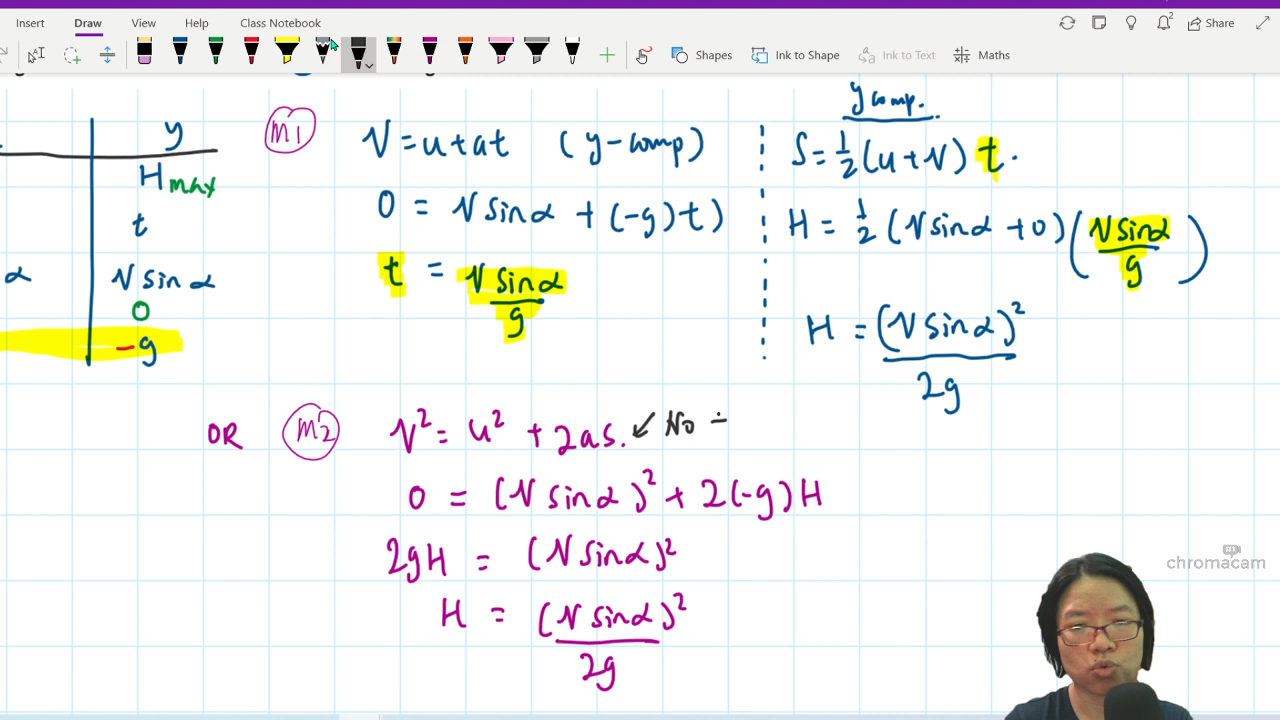 Insert Draw View Help Class Notebook
2 Share
Shapes Ink to Shape Ink to Text Maths
y
H max
t
α V sin α
0
-g
M1
V = u + at (y-comp)
0 = V sin α + (-g)t)
t = V sin α / g
y comp.
S = 1/2 (u + V) t.
H = 1/2 (V sin α + 0) (V sin α / g)
H = (V sin α)² / 2g
OR M2
V² = u² + 2as. ↙ No
0 = (V sin α)² + 2(-g)H
2gH = (V sin α)²
H = (V sin α)² / 2g
chromacam